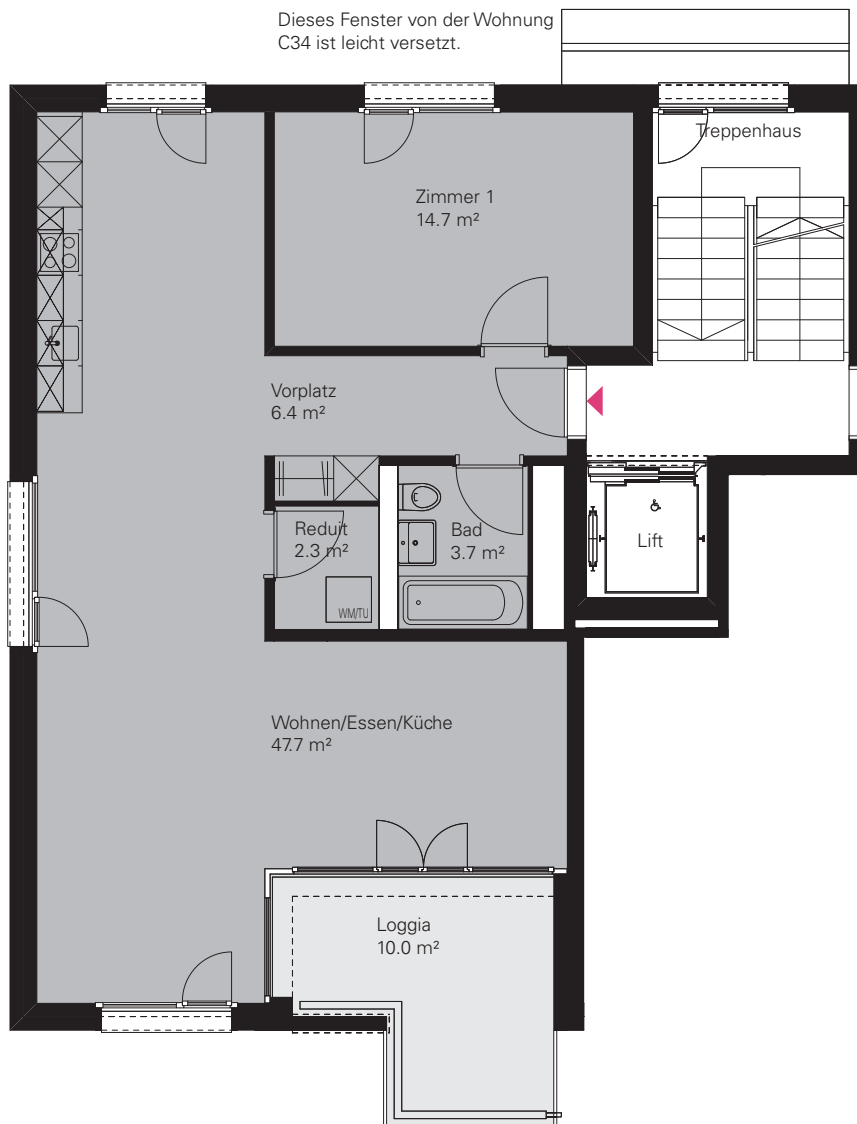 Dieses Fenster von der Wohnung
C34 ist leicht versetzt.
Treppenhaus
Zimmer 1
14.7 m²
Vorplatz
6.4 m²
Reduit
2.3 m²
Bad
3.7 m²
Lift
WM/TU
Wohnen/Essen/Küche
47.7 m²
Loggia
10.0 m²